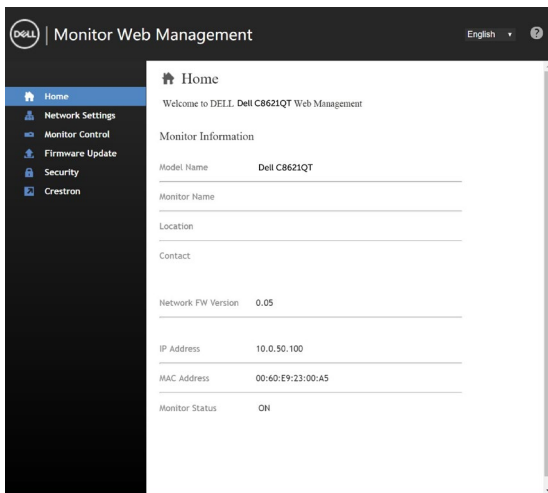 DELL | Monitor Web Management
English
?
Home
Network Settings
Monitor Control
Firmware Update
Security
Crestron
Home
Welcome to DELL Dell C8621QT Web Management
Monitor Information
Model Name Dell C8621QT
Monitor Name
Location
Contact
Network FW Version 0.05
IP Address 10.0.50.100
MAC Address 00:60:E9:23:00:A5
Monitor Status ON